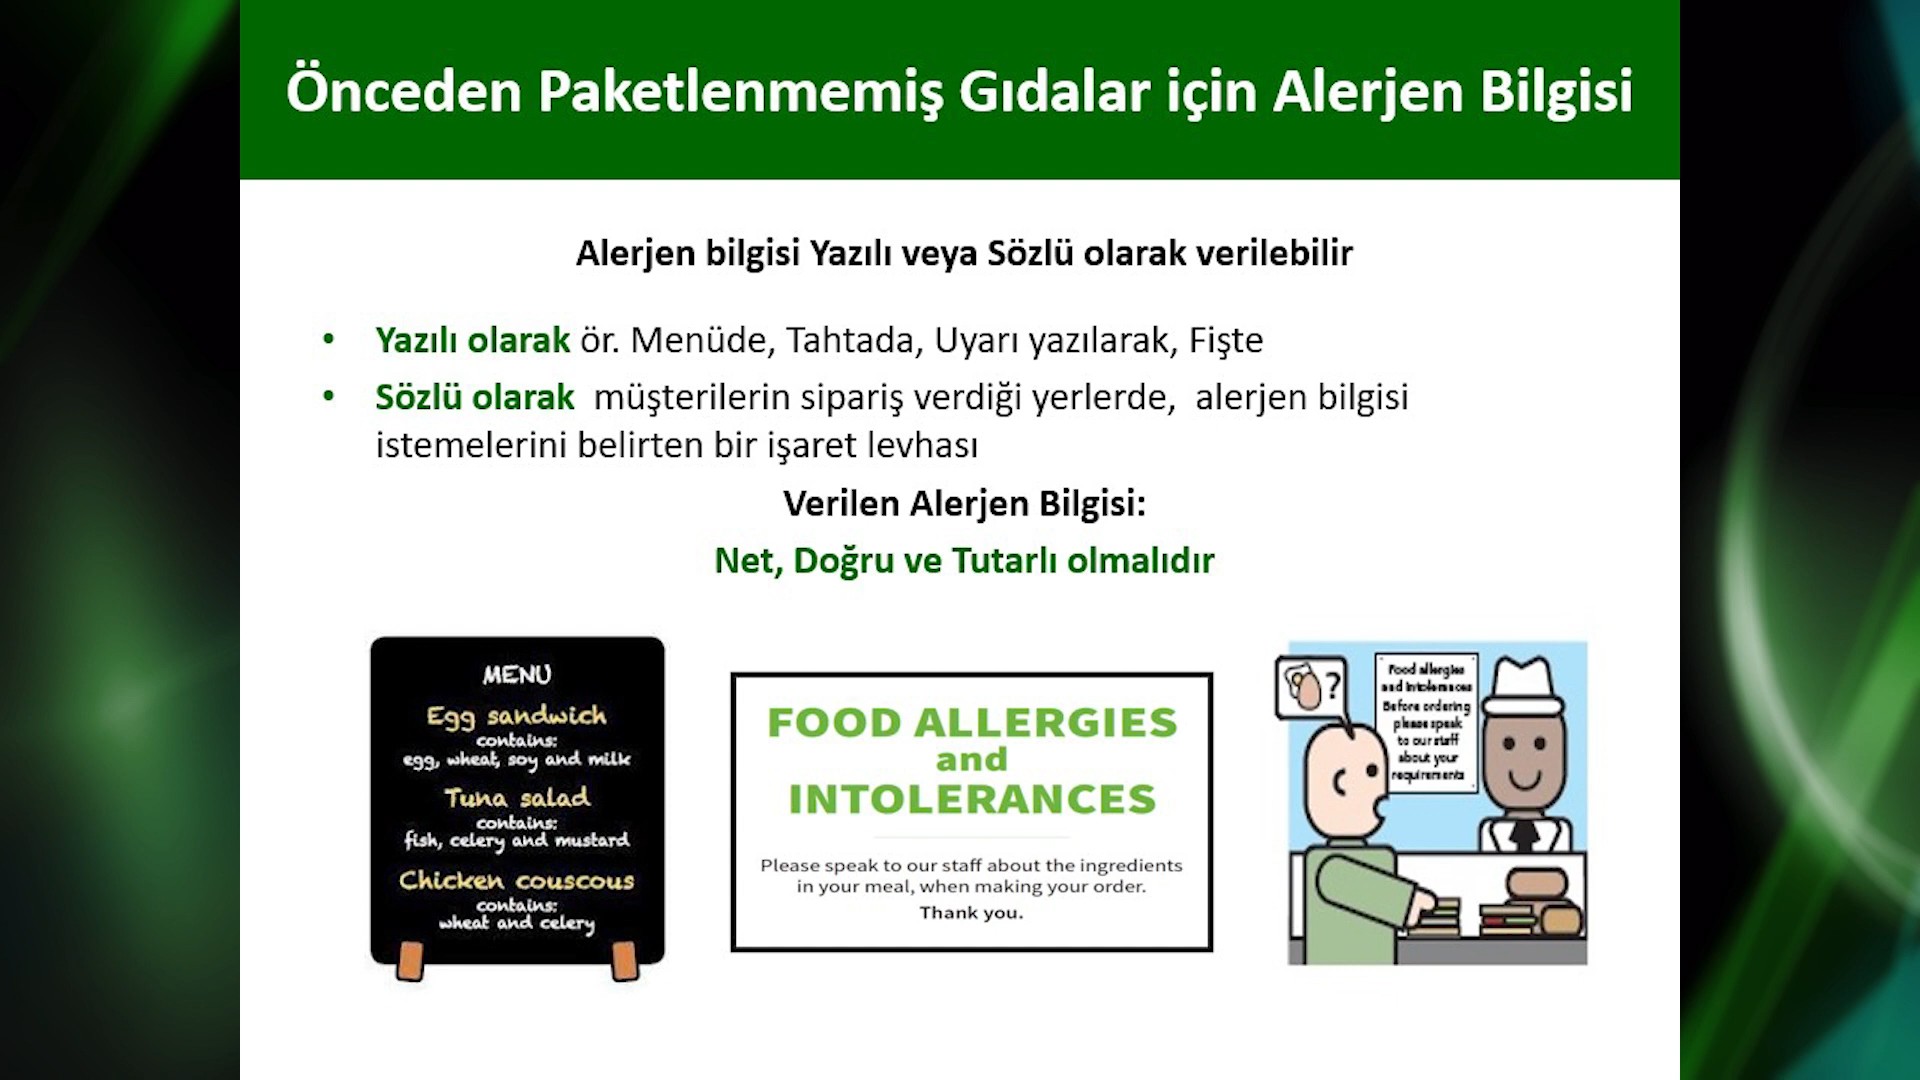 Önceden Paketlenmemiş Gıdalar için Alerjen Bilgisi
Alerjen bilgisi Yazılı veya Sözlü olarak verilebilir
• Yazılı olarak ör. Menüde, Tahtada, Uyarı yazılarak, Fişte
• Sözlü olarak müşterilerin sipariş verdiği yerlerde, alerjen bilgisi
istemelerini belirten bir işaret levhası
Verilen Alerjen Bilgisi:
Net, Doğru ve Tutarlı olmalıdır
MENU
Egg sandwich
contains:
egg, wheat, soy and milk
Tuna salad
contains:
fish, celery and mustard
Chicken couscous
contains:
wheat and celery
FOOD ALLERGIES
and
INTOLERANCES
Please speak to our staff about the ingredients
in your meal, when making your order.
Thank you.
?
Food allergies
and intolerances
Before ordering
please speak
to our staff
about your
requirements